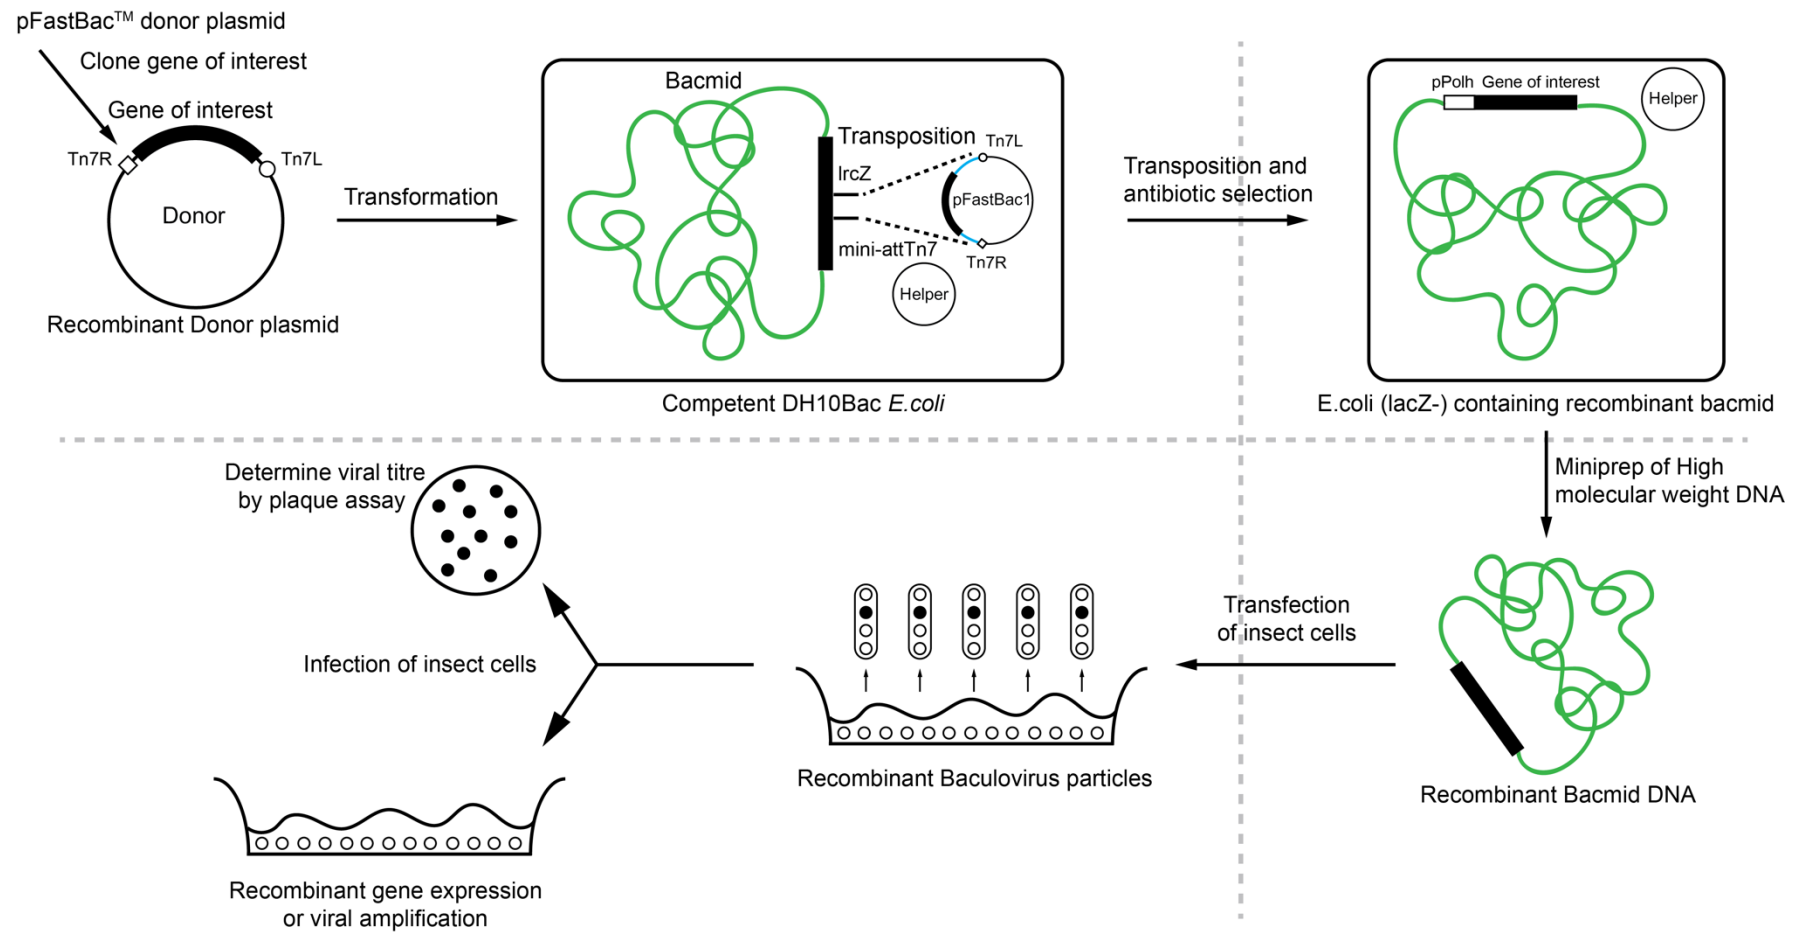 pFastBac™ donor plasmid
Clone gene of interest
Gene of interest
Tn7R
Tn7L
Donor
Recombinant Donor plasmid
Transformation
Bacmid
Transposition
lrcZ
Tn7L
pFastBac1
mini-attTn7
Tn7R
Helper
Competent DH10Bac E.coli
Transposition and
antibiotic selection
pPolh Gene of interest
Helper
E.coli (lacZ-) containing recombinant bacmid
Miniprep of High
molecular weight DNA
Recombinant Bacmid DNA
Transfection
of insect cells
Recombinant Baculovirus particles
Infection of insect cells
Determine viral titre
by plaque assay
Recombinant gene expression
or viral amplification